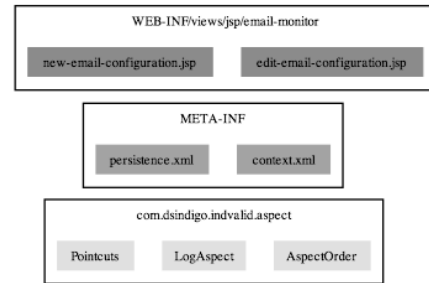 WEB-INF/views/jsp/email-monitor
new-email-configuration.jsp edit-email-configuration.jsp
META-INF
persistence.xml context.xml
com.dsindigo.indvalid.aspect
Pointcuts LogAspect AspectOrder